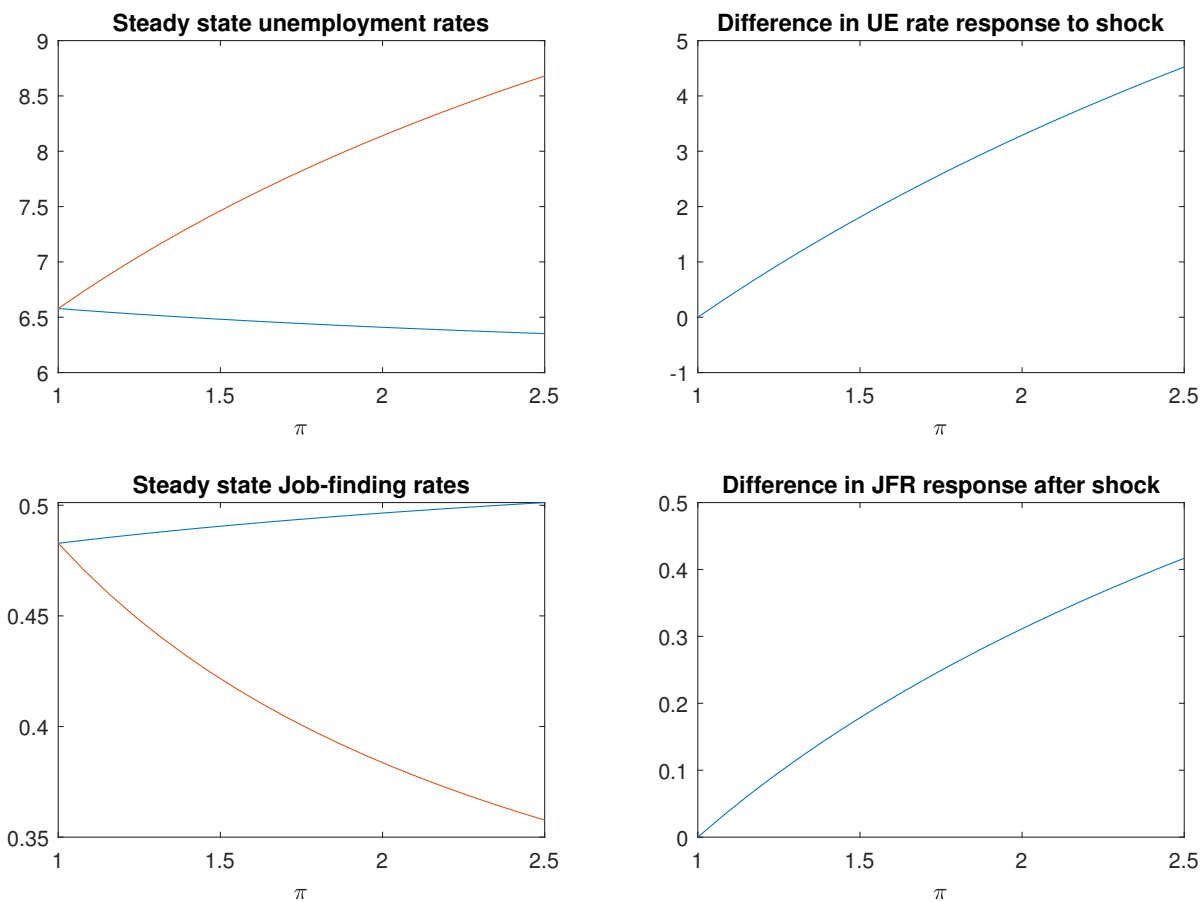 Steady state unemployment rates
9
8.5
8
7.5
7
6.5
6
1 1.5 2 2.5
π
Difference in UE rate response to shock
5
4
3
2
1
0
-1
1 1.5 2 2.5
π
Steady state Job-finding rates
0.5
0.45
0.4
0.35
1 1.5 2 2.5
π
Difference in JFR response after shock
0.5
0.4
0.3
0.2
0.1
0
1 1.5 2 2.5
π